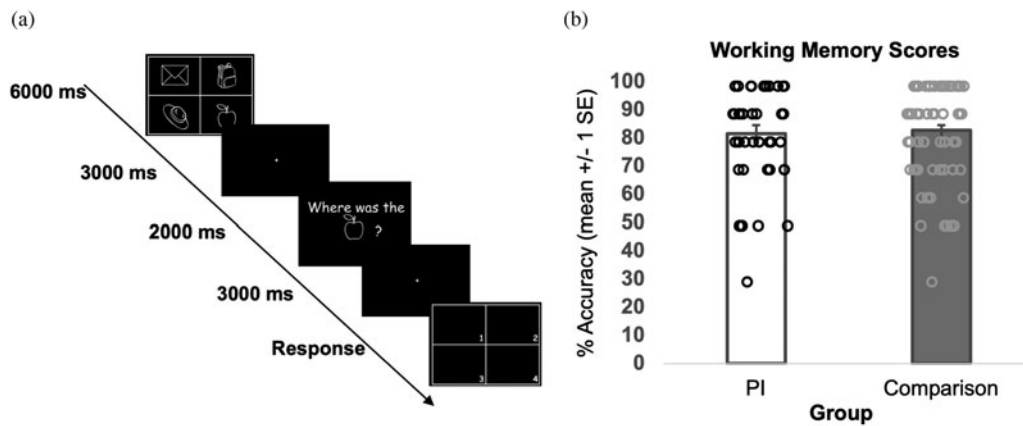 (a)
6000 ms
3000 ms
Where was the
?
2000 ms
3000 ms
Response
1 2
3 4
(b)
Working Memory Scores
% Accuracy (mean +/- 1 SE)
100
90
80
70
60
50
40
30
20
10
0
PI Comparison
Group